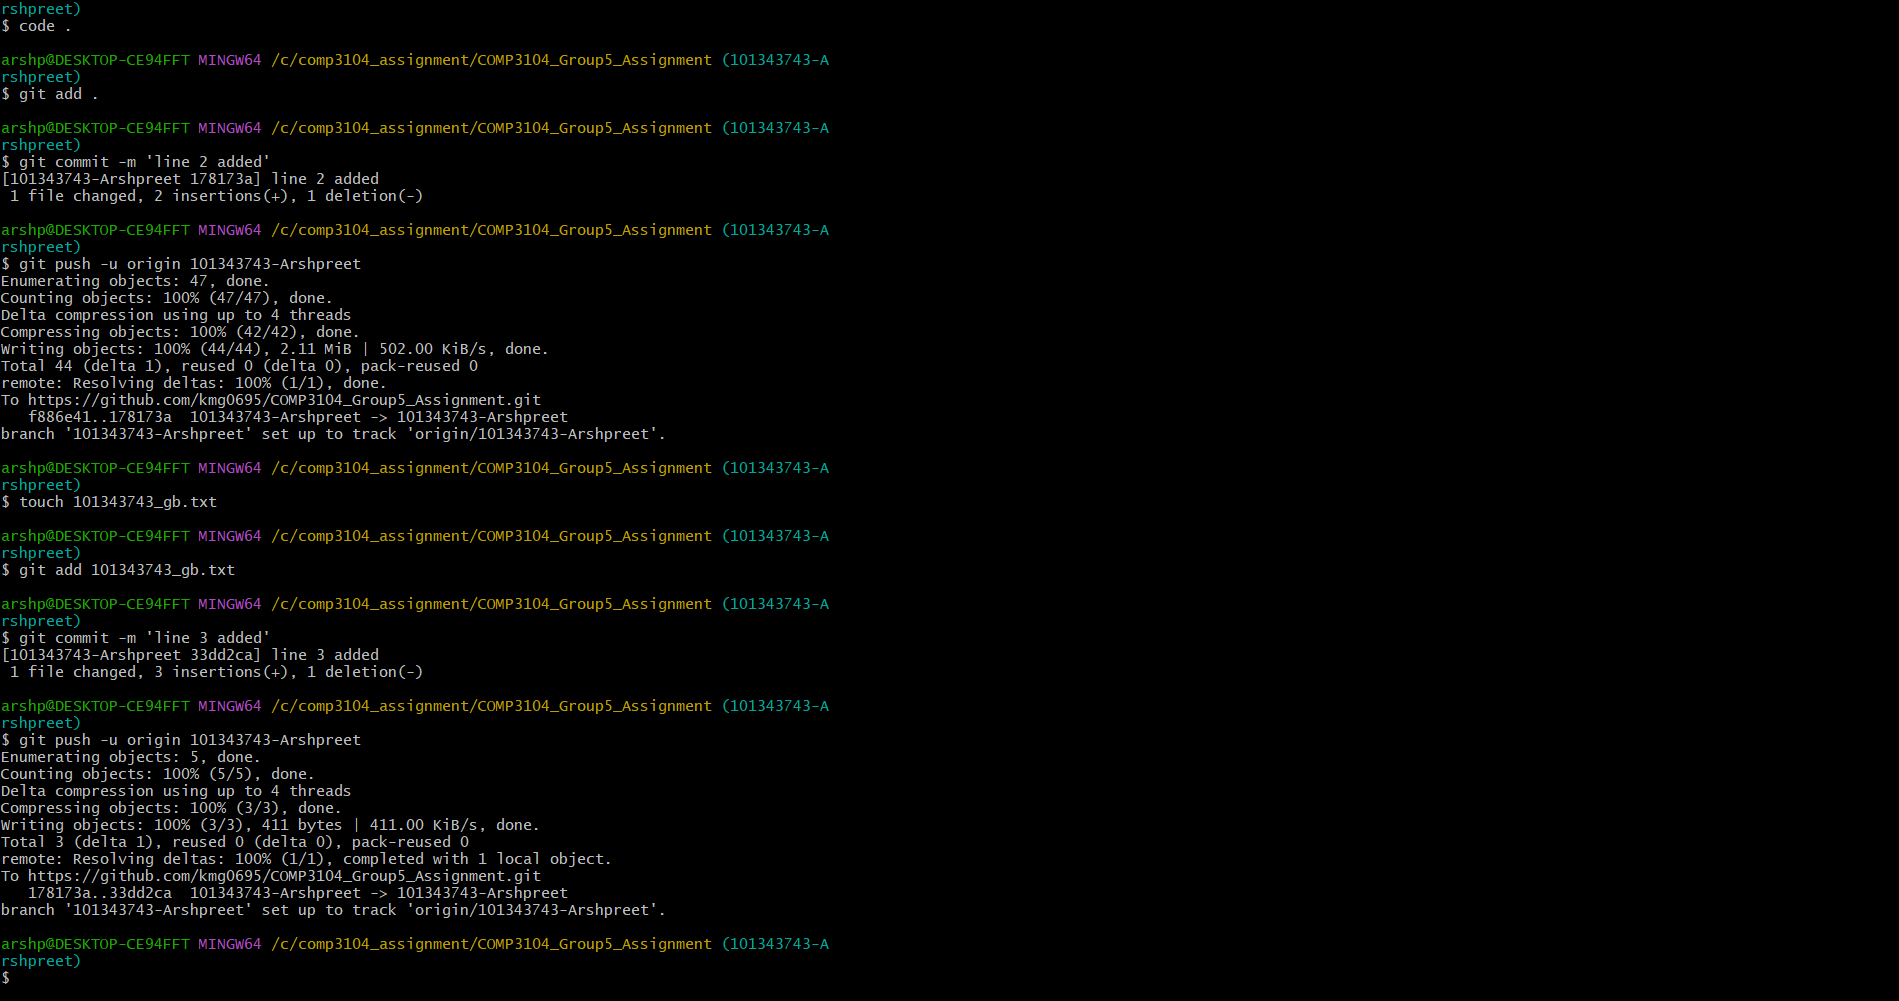 rshpreet)
$ code .
arshp@DESKTOP-CE94FFT MINGW64 /c/comp3104_assignment/COMP3104_Group5_Assignment (101343743-A
rshpreet)
$ git add .
arshp@DESKTOP-CE94FFT MINGW64 /c/comp3104_assignment/COMP3104_Group5_Assignment (101343743-A
rshpreet)
$ git commit -m 'line 2 added'
[101343743-Arshpreet 178173a] line 2 added
 1 file changed, 2 insertions(+), 1 deletion(-)
arshp@DESKTOP-CE94FFT MINGW64 /c/comp3104_assignment/COMP3104_Group5_Assignment (101343743-A
rshpreet)
$ git push -u origin 101343743-Arshpreet
Enumerating objects: 47, done.
Counting objects: 100% (47/47), done.
Delta compression using up to 4 threads
Compressing objects: 100% (42/42), done.
Writing objects: 100% (44/44), 2.11 MiB | 502.00 KiB/s, done.
Total 44 (delta 1), reused 0 (delta 0), pack-reused 0
remote: Resolving deltas: 100% (1/1), done.
To https://github.com/kmg0695/COMP3104_Group5_Assignment.git
   f886e41..178173a  101343743-Arshpreet -> 101343743-Arshpreet
branch '101343743-Arshpreet' set up to track 'origin/101343743-Arshpreet'.
arshp@DESKTOP-CE94FFT MINGW64 /c/comp3104_assignment/COMP3104_Group5_Assignment (101343743-A
rshpreet)
$ touch 101343743_gb.txt
arshp@DESKTOP-CE94FFT MINGW64 /c/comp3104_assignment/COMP3104_Group5_Assignment (101343743-A
rshpreet)
$ git add 101343743_gb.txt
arshp@DESKTOP-CE94FFT MINGW64 /c/comp3104_assignment/COMP3104_Group5_Assignment (101343743-A
rshpreet)
$ git commit -m 'line 3 added'
[101343743-Arshpreet 33dd2ca] line 3 added
 1 file changed, 3 insertions(+), 1 deletion(-)
arshp@DESKTOP-CE94FFT MINGW64 /c/comp3104_assignment/COMP3104_Group5_Assignment (101343743-A
rshpreet)
$ git push -u origin 101343743-Arshpreet
Enumerating objects: 5, done.
Counting objects: 100% (5/5), done.
Delta compression using up to 4 threads
Compressing objects: 100% (3/3), done.
Writing objects: 100% (3/3), 411 bytes | 411.00 KiB/s, done.
Total 3 (delta 1), reused 0 (delta 0), pack-reused 0
remote: Resolving deltas: 100% (1/1), completed with 1 local object.
To https://github.com/kmg0695/COMP3104_Group5_Assignment.git
   178173a..33dd2ca  101343743-Arshpreet -> 101343743-Arshpreet
branch '101343743-Arshpreet' set up to track 'origin/101343743-Arshpreet'.
arshp@DESKTOP-CE94FFT MINGW64 /c/comp3104_assignment/COMP3104_Group5_Assignment (101343743-A
rshpreet)
$